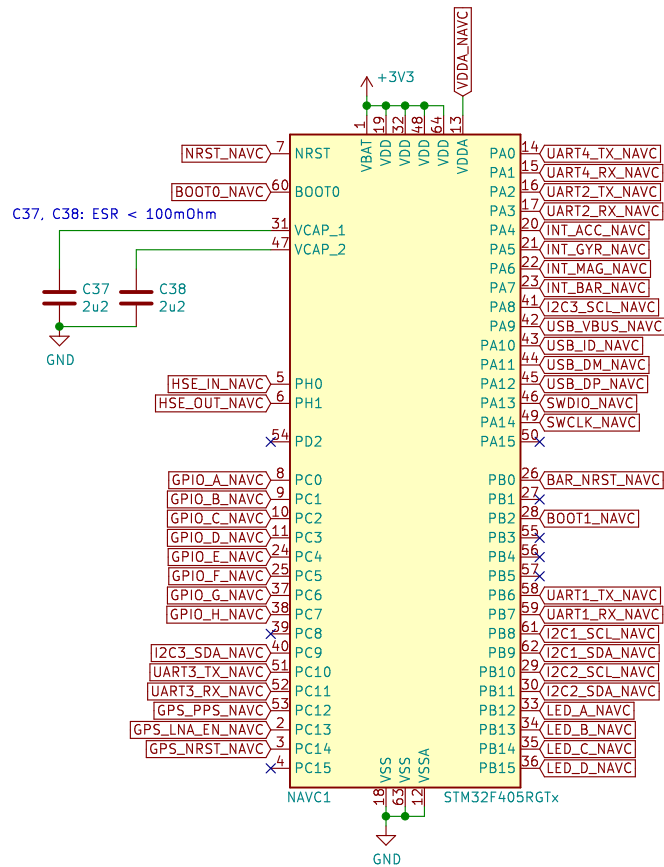 VDDA_NAVC
+3V3
1 19 32 48 64 13
VBAT VDD VDD VDD VDD VDDA
NRST_NAVC 7 NRST
BOOT0_NAVC 60 BOOT0
C37, C38: ESR < 100mOhm
31 VCAP_1
47 VCAP_2
C37
2u2
C38
2u2
GND
HSE_IN_NAVC 5 PH0
HSE_OUT_NAVC 6 PH1
54 PD2
GPIO_A_NAVC 8 PC0
GPIO_B_NAVC 9 PC1
GPIO_C_NAVC 10 PC2
GPIO_D_NAVC 11 PC3
GPIO_E_NAVC 24 PC4
GPIO_F_NAVC 25 PC5
GPIO_G_NAVC 37 PC6
GPIO_H_NAVC 38 PC7
39 PC8
I2C3_SDA_NAVC 40 PC9
UART3_TX_NAVC 51 PC10
UART3_RX_NAVC 52 PC11
GPS_PPS_NAVC 53 PC12
GPS_LNA_EN_NAVC 2 PC13
GPS_NRST_NAVC 3 PC14
4 PC15
PA0 14 UART4_TX_NAVC
PA1 15 UART4_RX_NAVC
PA2 16 UART2_TX_NAVC
PA3 17 UART2_RX_NAVC
PA4 20 INT_ACC_NAVC
PA5 21 INT_GYR_NAVC
PA6 22 INT_MAG_NAVC
PA7 23 INT_BAR_NAVC
PA8 41 I2C3_SCL_NAVC
PA9 42 USB_VBUS_NAVC
PA10 43 USB_ID_NAVC
PA11 44 USB_DM_NAVC
PA12 45 USB_DP_NAVC
PA13 46 SWDIO_NAVC
PA14 49 SWCLK_NAVC
PA15 50
PB0 26 BAR_NRST_NAVC
PB1 27
PB2 28 BOOT1_NAVC
PB3 55
PB4 56
PB5 57
PB6 58 UART1_TX_NAVC
PB7 59 UART1_RX_NAVC
PB8 61 I2C1_SCL_NAVC
PB9 62 I2C1_SDA_NAVC
PB10 29 I2C2_SCL_NAVC
PB11 30 I2C2_SDA_NAVC
PB12 33 LED_A_NAVC
PB13 34 LED_B_NAVC
PB14 35 LED_C_NAVC
PB15 36 LED_D_NAVC
VSS VSS VSSA
18 63 12
NAVC1
STM32F405RGTx
GND